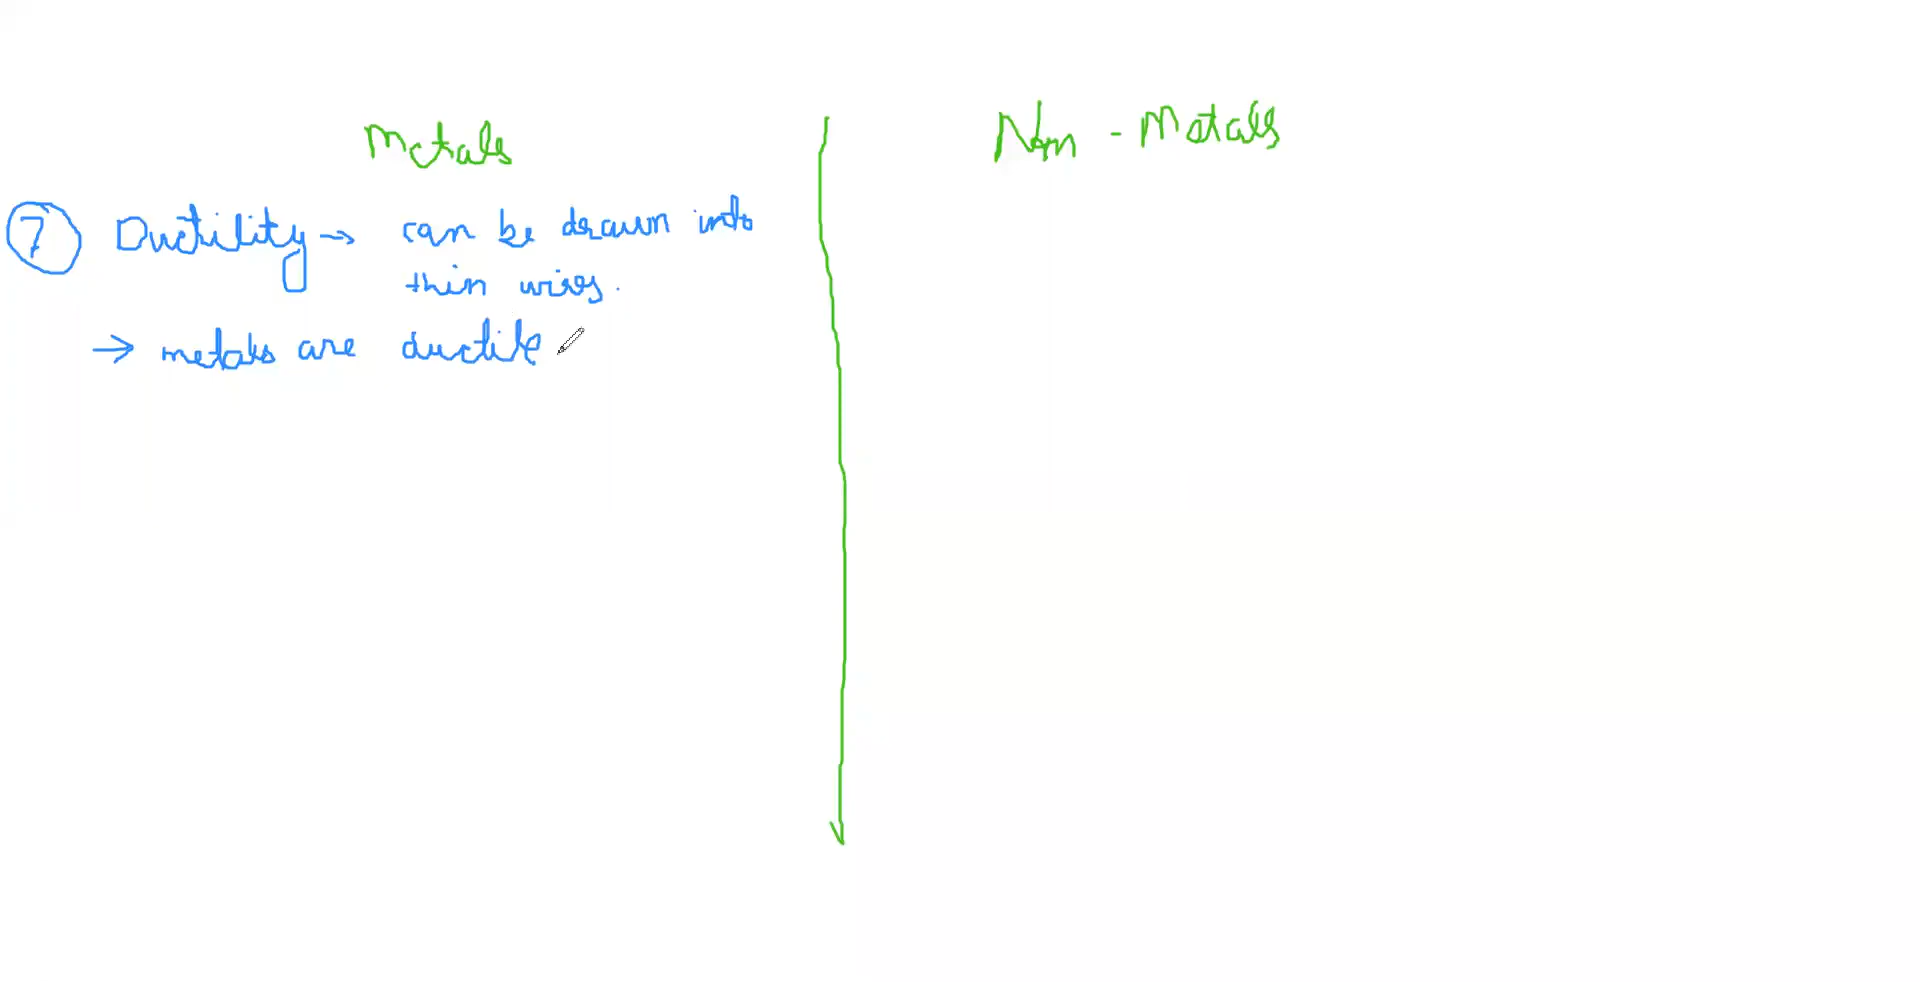 Metals
Non - Metals
7 Ductility → can be drawn into
thin wires.
→ metals are ductile